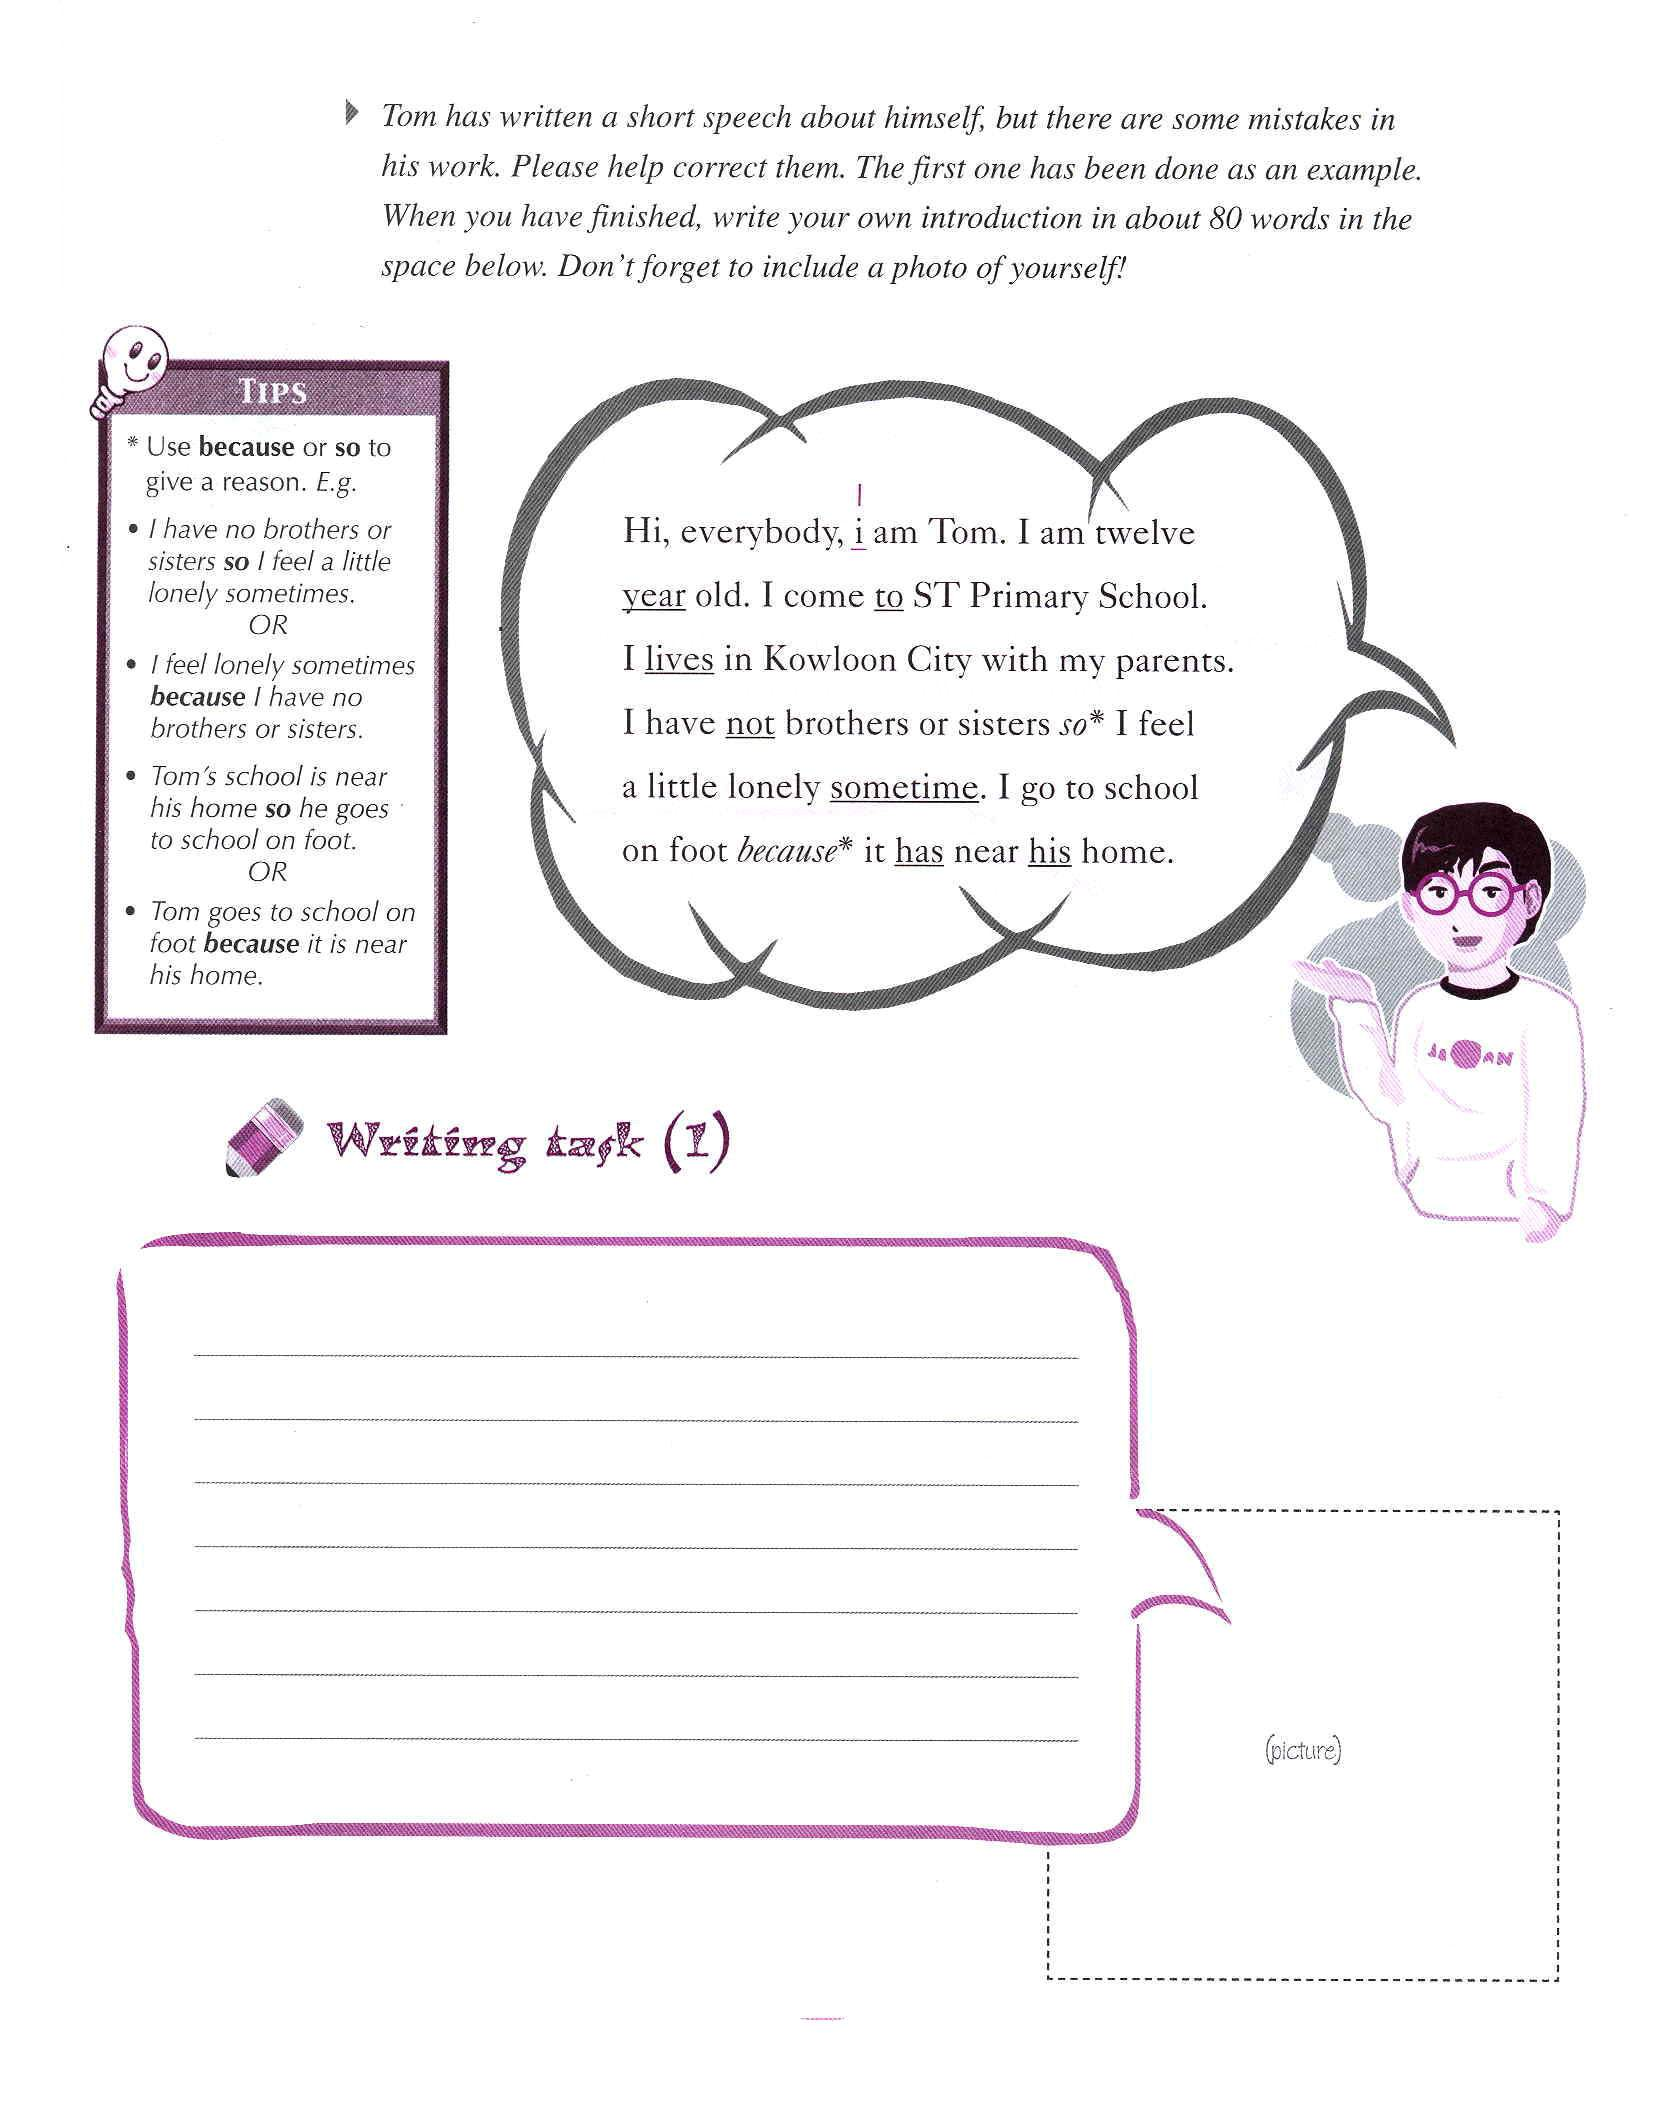 Tom has written a short speech about himself, but there are some mistakes in
his work. Please help correct them. The first one has been done as an example.
When you have finished, write your own introduction in about 80 words in the
space below. Don't forget to include a photo of yourself!
TIPS
* Use because or so to
give a reason. E.g.
• I have no brothers or
sisters so I feel a little
lonely sometimes.
OR
• I feel lonely sometimes
because I have no
brothers or sisters.
• Tom's school is near
his home so he goes
to school on foot.
OR
• Tom goes to school on
foot because it is near
his home.
I
Hi, everybody, i am Tom. I am twelve
year old. I come to ST Primary School.
I lives in Kowloon City with my parents.
I have not brothers or sisters so* I feel
a little lonely sometime. I go to school
on foot because* it has near his home.
JAPAN
Writing task (1)
(picture)